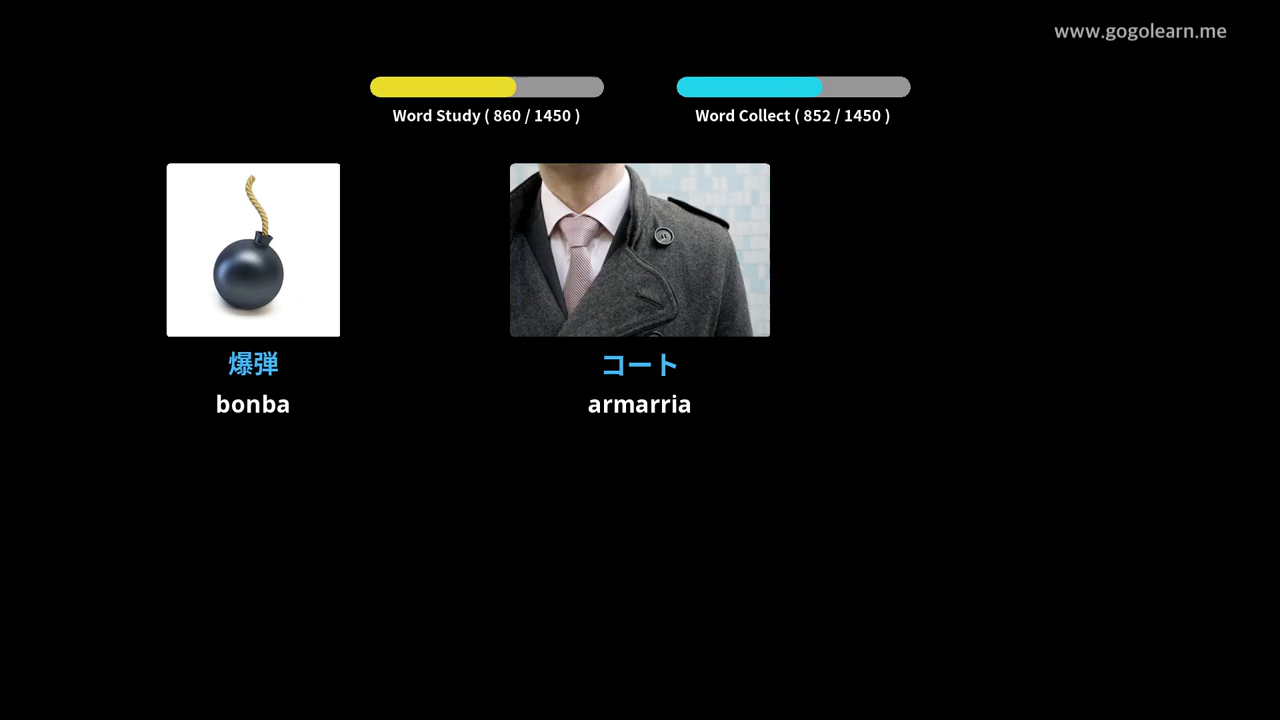 www.gogolearn.me
Word Study ( 860 / 1450 )
Word Collect ( 852 / 1450 )
爆弾
bonba
コート
armarria